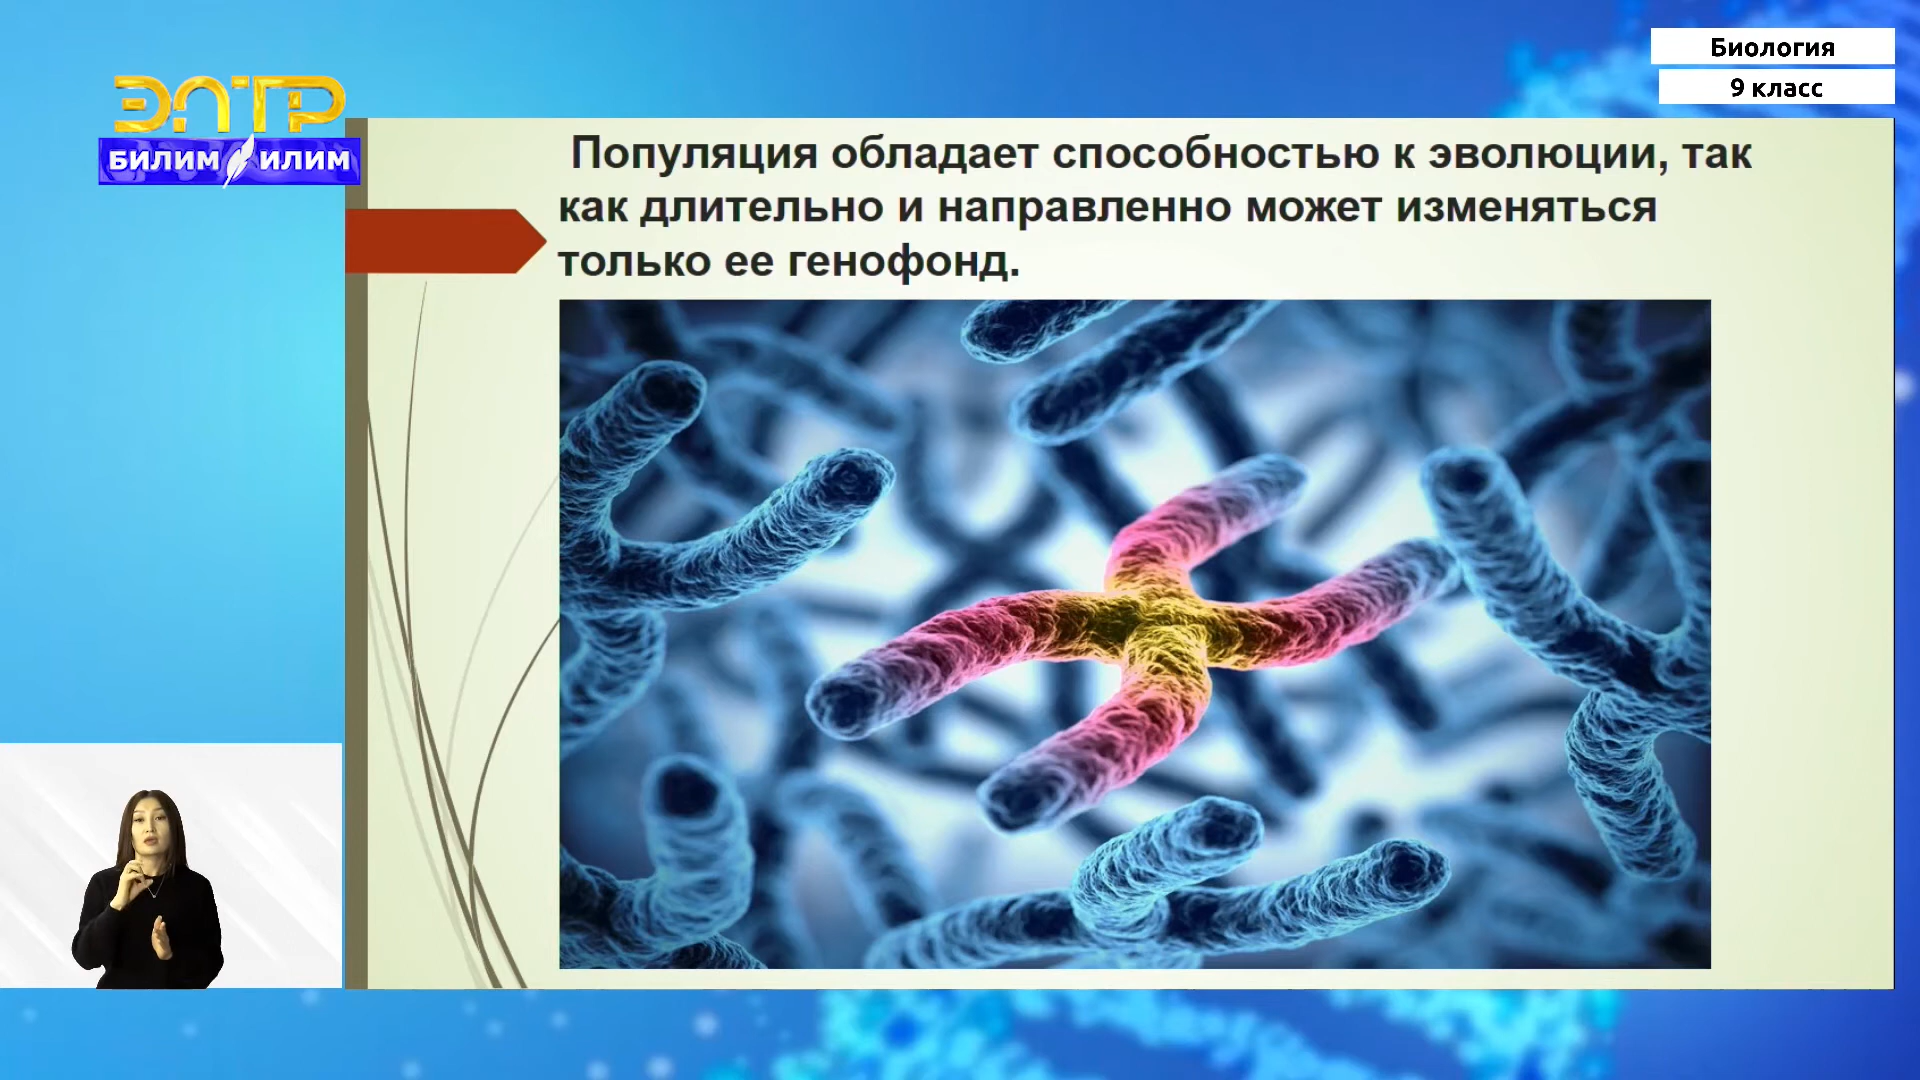 Биология
9 класс
ЭЛТР
БИЛИМ ИЛИМ
Популяция обладает способностью к эволюции, так
как длительно и направленно может изменяться
только ее генофонд.